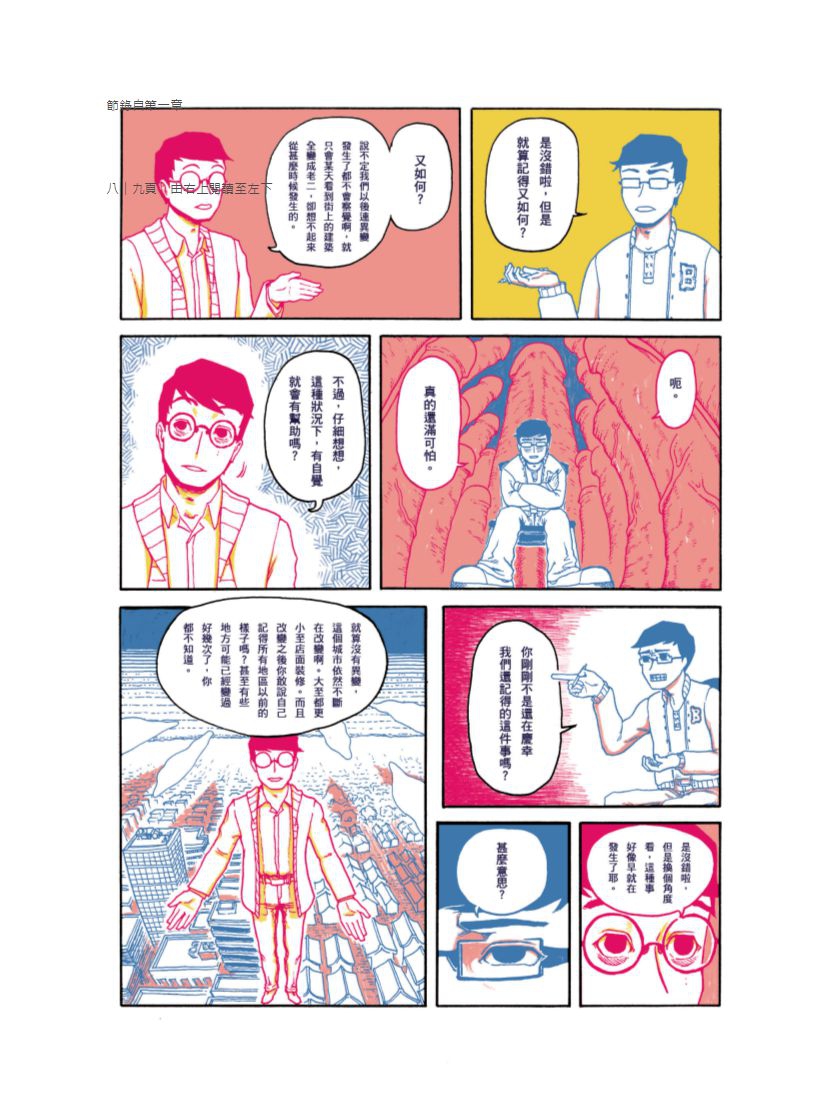 節錄自第一章
八｜九頁｜由右上閱讀至左下
是沒錯啦，但是
就算記得又如何？
又如何？
說不定我們以後連異變
發生了都不會察覺啊，就
只會某天看到街上的建築
全變成老二，卻想不起來
從甚麼時候發生的。
呃。
真的還滿可怕。
不過，仔細想想，
這種狀況下，有自覺
就會有幫助嗎？
你剛剛不是還在慶幸
我們還記得的這件事嗎？
是沒錯啦，
但是換個角度
看，這種事
好像早就在
發生了耶。
甚麼意思？
就算沒有異變，
這個城市依然不斷
在改變啊。大至都更
小至店面裝修。而且
改變之後你敢說自己
記得所有地區以前的
樣子嗎？甚至有些
地方可能已經變過
好幾次了，你
都不知道。
B
B